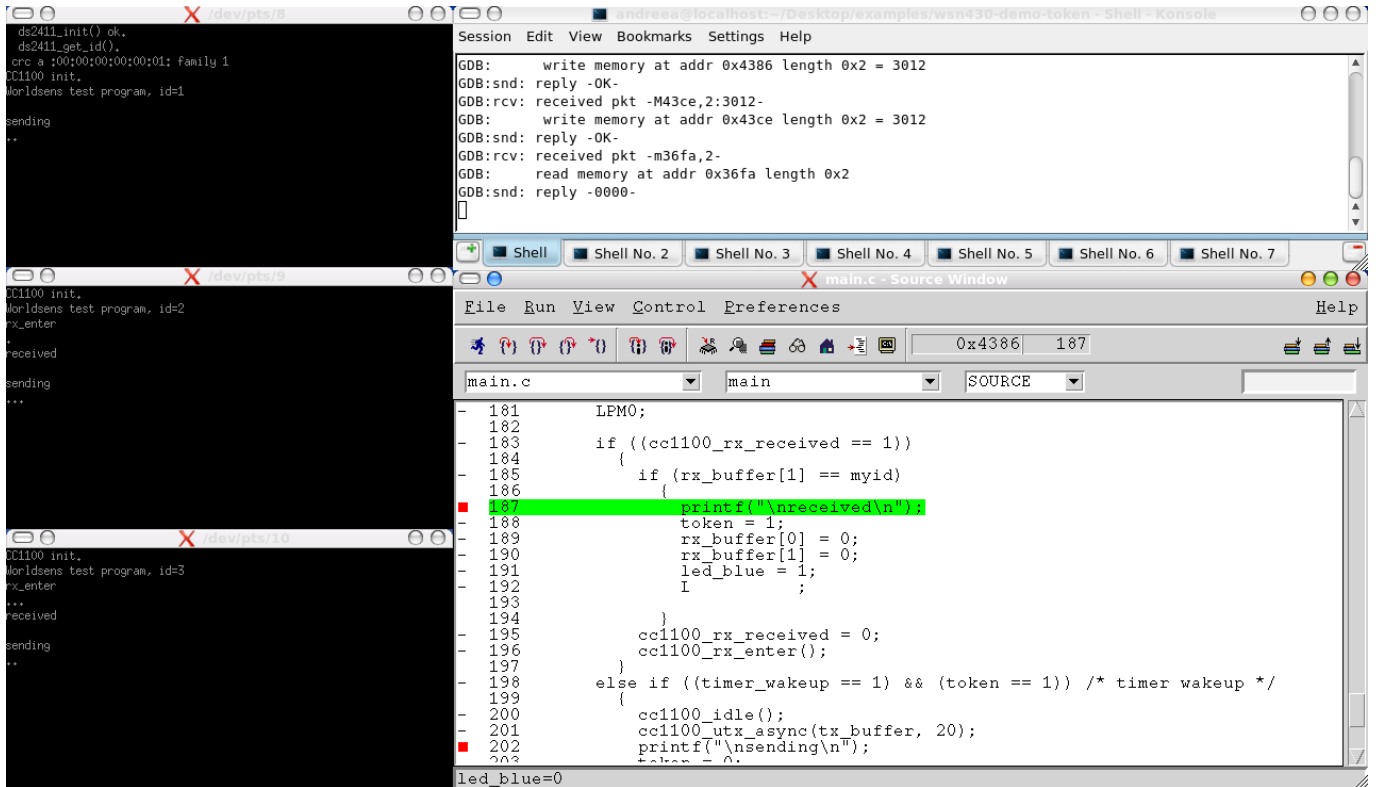 /dev/pts/8
ds2411_init() ok.
ds2411_get_id().
crc a :00:00:00:00:00:01: family 1
CC1100 init.
Worldsens test program, id=1
sending
..
/dev/pts/9
CC1100 init.
Worldsens test program, id=2
rx_enter
.
received
sending
...
/dev/pts/10
CC1100 init.
Worldsens test program, id=3
rx_enter
...
received
sending
..
andreea@localhost:~/Desktop/examples/wsn430-demo-token - Shell - Konsole
Session Edit View Bookmarks Settings Help
GDB:      write memory at addr 0x4386 length 0x2 = 3012
GDB:snd: reply -OK-
GDB:rcv: received pkt -M43ce,2:3012-
GDB:      write memory at addr 0x43ce length 0x2 = 3012
GDB:snd: reply -OK-
GDB:rcv: received pkt -m36fa,2-
GDB:     read memory at addr 0x36fa length 0x2
GDB:snd: reply -0000-
Shell Shell No. 2 Shell No. 3 Shell No. 4 Shell No. 5 Shell No. 6 Shell No. 7
main.c - Source Window
File Run View Control Preferences Help
0x4386 187
main.c main SOURCE
- 181 LPM0;
182
- 183 if ((cc1100_rx_received == 1))
184 {
- 185 if (rx_buffer[1] == myid)
186 {
187 printf("\nreceived\n");
- 188 token = 1;
- 189 rx_buffer[0] = 0;
- 190 rx_buffer[1] = 0;
- 191 led_blue = 1;
- 192 I ;
193
194 }
- 195 cc1100_rx_received = 0;
- 196 cc1100_rx_enter();
197 }
- 198 else if ((timer_wakeup == 1) && (token == 1)) /* timer wakeup */
199 {
- 200 cc1100_idle();
- 201 cc1100_utx_async(tx_buffer, 20);
202 printf("\nsending\n");
203 token = 0;
led_blue=0